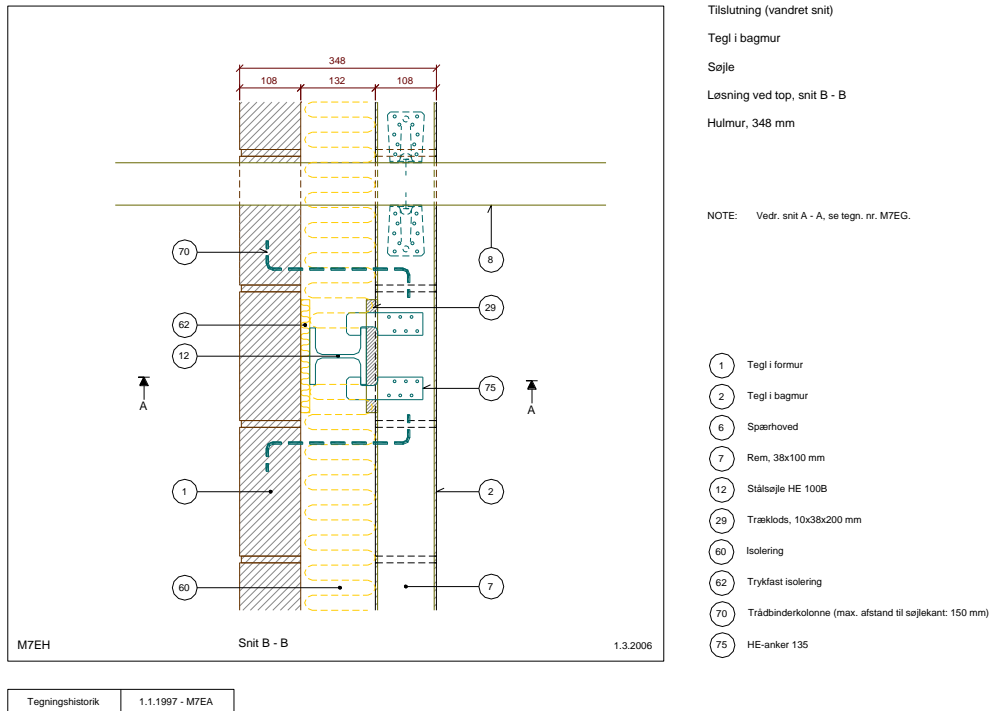 Tilslutning (vandret snit)
Tegl i bagmur
Søjle
Løsning ved top, snit B - B
Hulmur, 348 mm
NOTE: Vedr. snit A - A, se tegn. nr. M7EG.
348
108 132 108
70
8
29
62
12
75
A A
1
2
60
7
M7EH Snit B - B 1.3.2006
1 Tegl i formur
2 Tegl i bagmur
6 Spærhoved
7 Rem, 38x100 mm
12 Stålsøjle HE 100B
29 Træklods, 10x38x200 mm
60 Isolering
62 Trykfast isolering
70 Trådbinderkolonne (max. afstand til søjlekant: 150 mm)
75 HE-anker 135
Tegningshistorik 1.1.1997 - M7EA